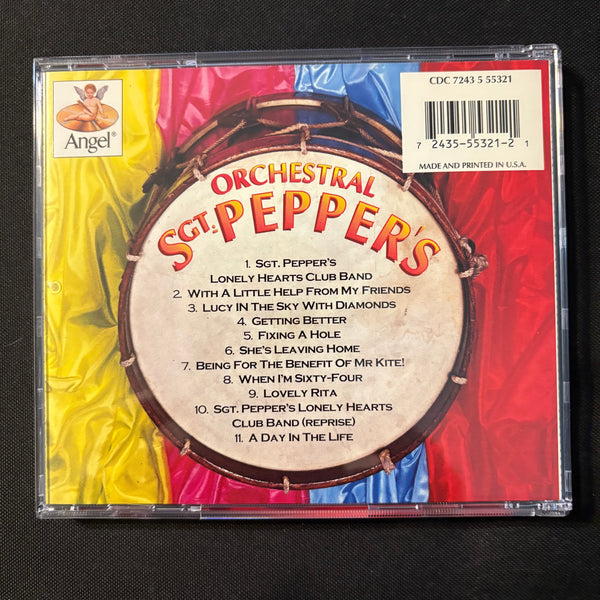 Angel®
CDC 7243 5 55321
7 2435-55321-2 1
MADE AND PRINTED IN U.S.A.
ORCHESTRAL
SGT. PEPPER'S
1. SGT. PEPPER'S
LONELY HEARTS CLUB BAND
2. WITH A LITTLE HELP FROM MY FRIENDS
3. LUCY IN THE SKY WITH DIAMONDS
4. GETTING BETTER
5. FIXING A HOLE
6. SHE'S LEAVING HOME
7. BEING FOR THE BENEFIT OF MR KITE!
8. WHEN I'M SIXTY-FOUR
9. LOVELY RITA
10. SGT. PEPPER'S LONELY HEARTS
CLUB BAND (REPRISE)
11. A DAY IN THE LIFE